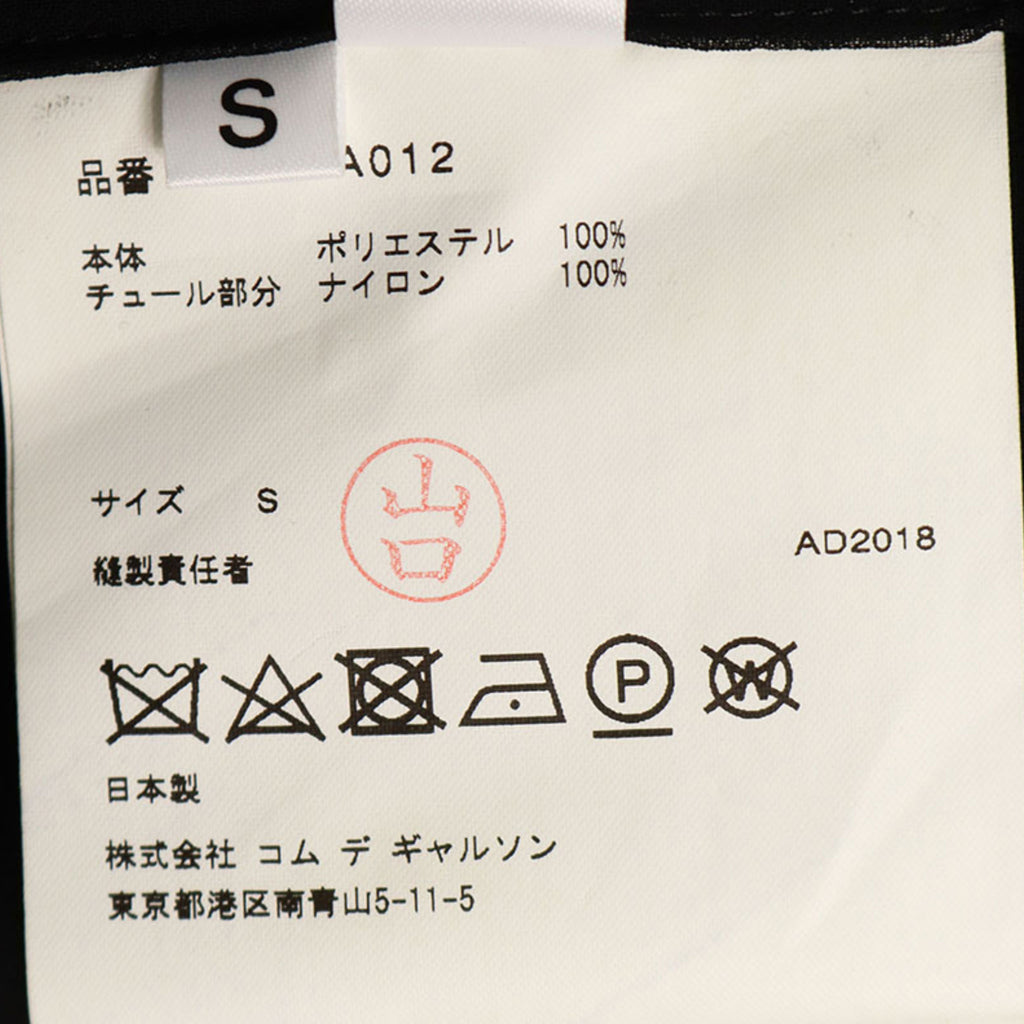 S
品番 A012
本体 ポリエステル 100%
チュール部分 ナイロン 100%
サイズ S
山口
縫製責任者
AD2018
P
W
日本製
株式会社 コム デ ギャルソン
東京都港区南青山5-11-5